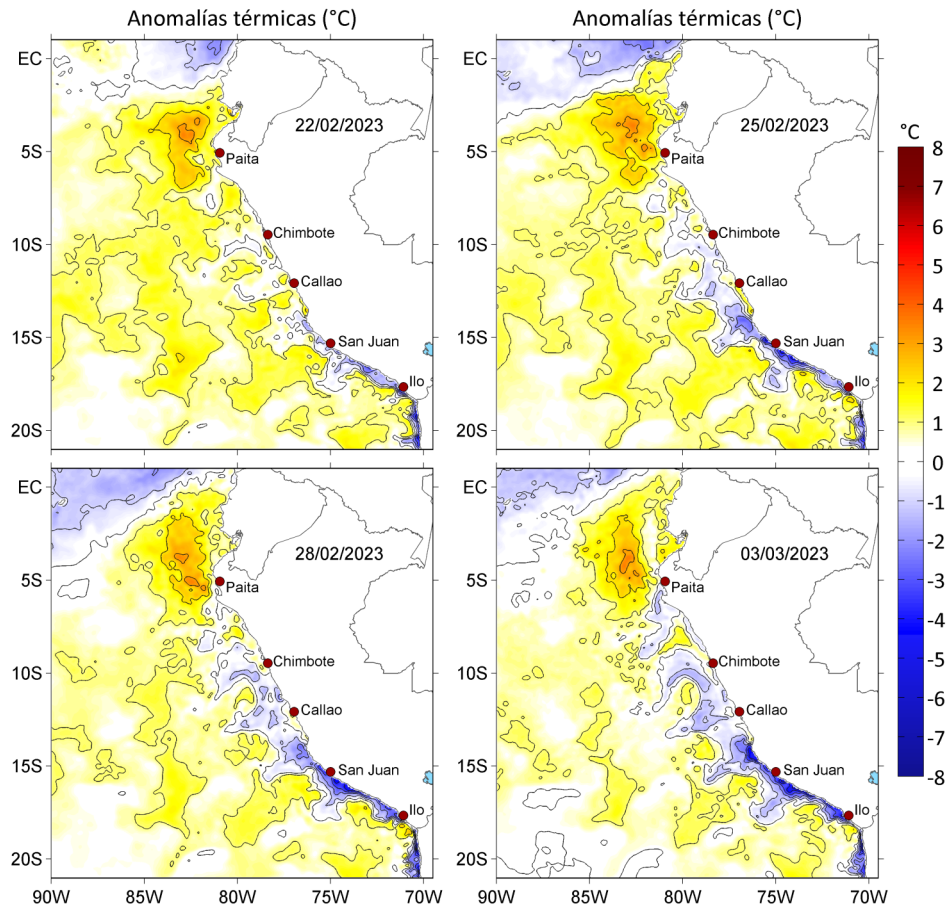 Anomalías térmicas (°C)
Anomalías térmicas (°C)
EC
5S
10S
15S
20S
22/02/2023
Paita
Chimbote
Callao
San Juan
Ilo
EC
5S
10S
15S
20S
25/02/2023
Paita
Chimbote
Callao
San Juan
Ilo
EC
5S
10S
15S
20S
28/02/2023
Paita
Chimbote
Callao
San Juan
Ilo
90W
85W
80W
75W
70W
EC
5S
10S
15S
20S
03/03/2023
Paita
Chimbote
Callao
San Juan
Ilo
90W
85W
80W
75W
70W
°C
8
7
6
5
4
3
2
1
0
-1
-2
-3
-4
-5
-6
-7
-8